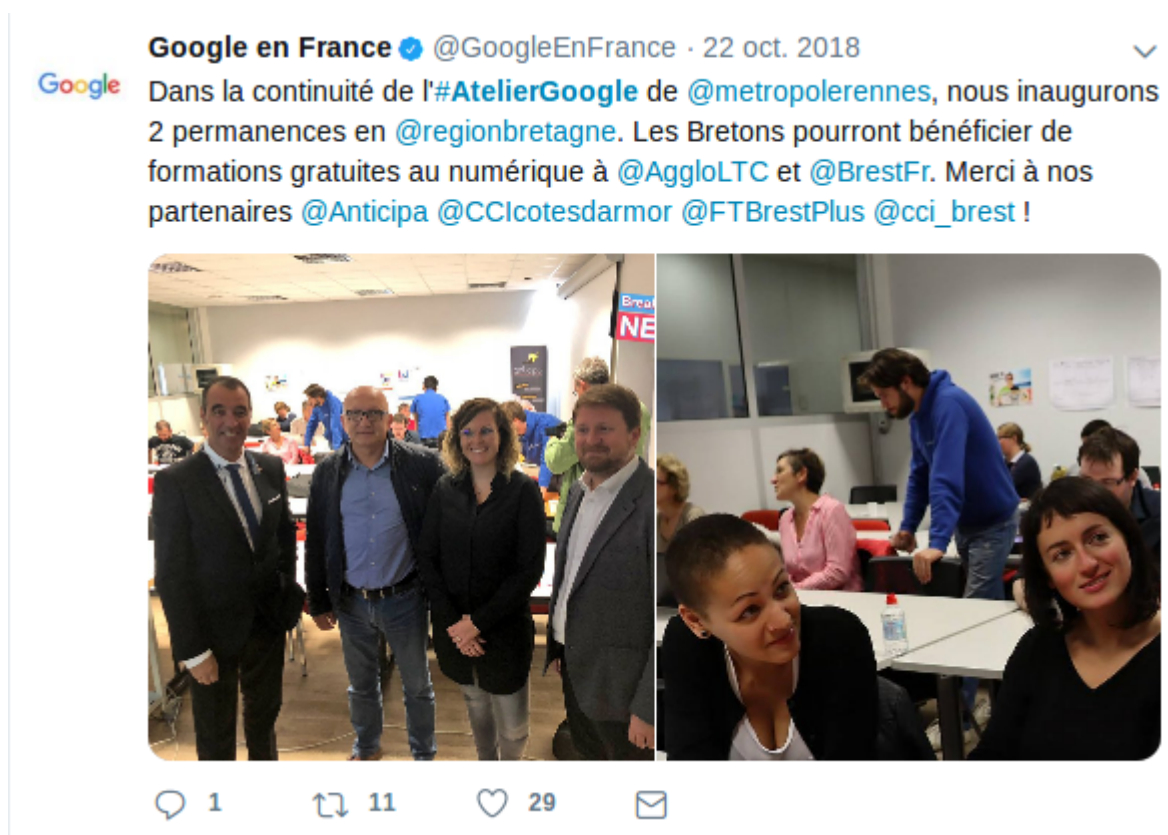 Google en France @GoogleEnFrance · 22 oct. 2018
Google
Dans la continuité de l'#AtelierGoogle de @metropolerennes, nous inaugurons
2 permanences en @regionbretagne. Les Bretons pourront bénéficier de
formations gratuites au numérique à @AggloLTC et @BrestFr. Merci à nos
partenaires @Anticipa @CCIcotesdarmor @FTBrestPlus @cci_brest !
Brea
NE
1 11 29